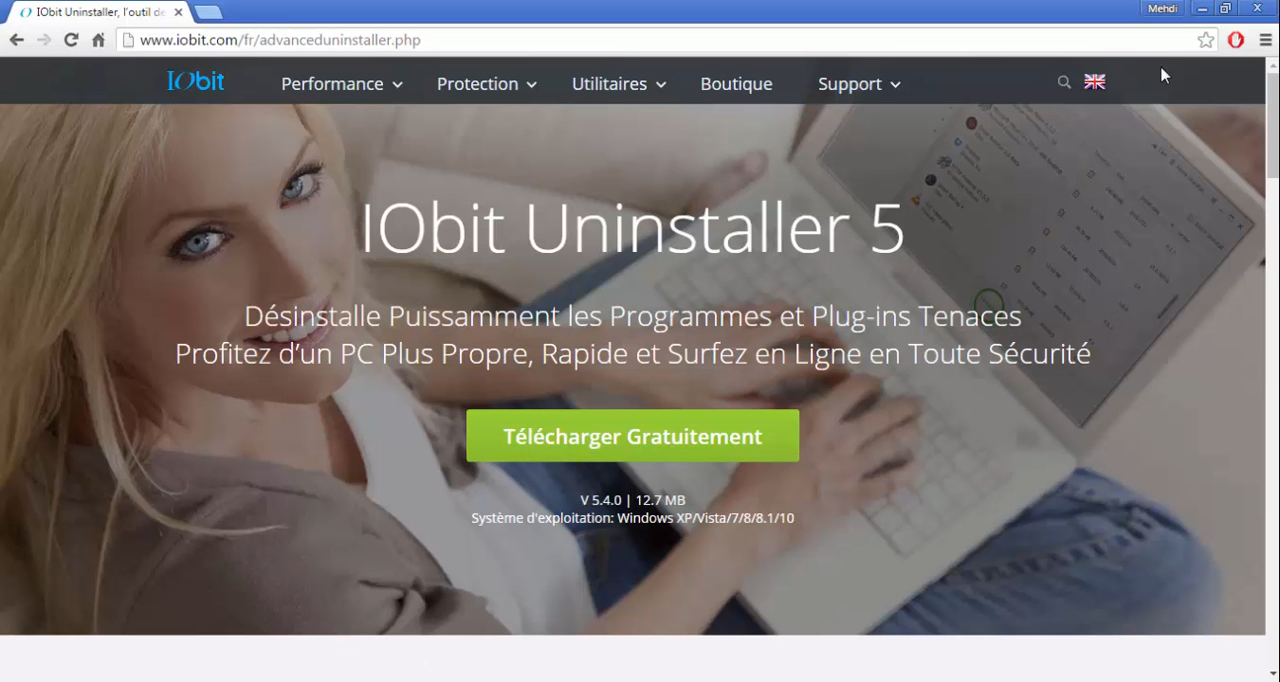 IObit Uninstaller, l'outil de
Mehdi
www.iobit.com/fr/advanceduninstaller.php
IObit Performance Protection Utilitaires Boutique Support
IObit Uninstaller 5
Désinstalle Puissamment les Programmes et Plug-ins Tenaces
Profitez d'un PC Plus Propre, Rapide et Surfez en Ligne en Toute Sécurité
Télécharger Gratuitement
V 5.4.0 | 12.7 MB
Système d'exploitation: Windows XP/Vista/7/8/8.1/10